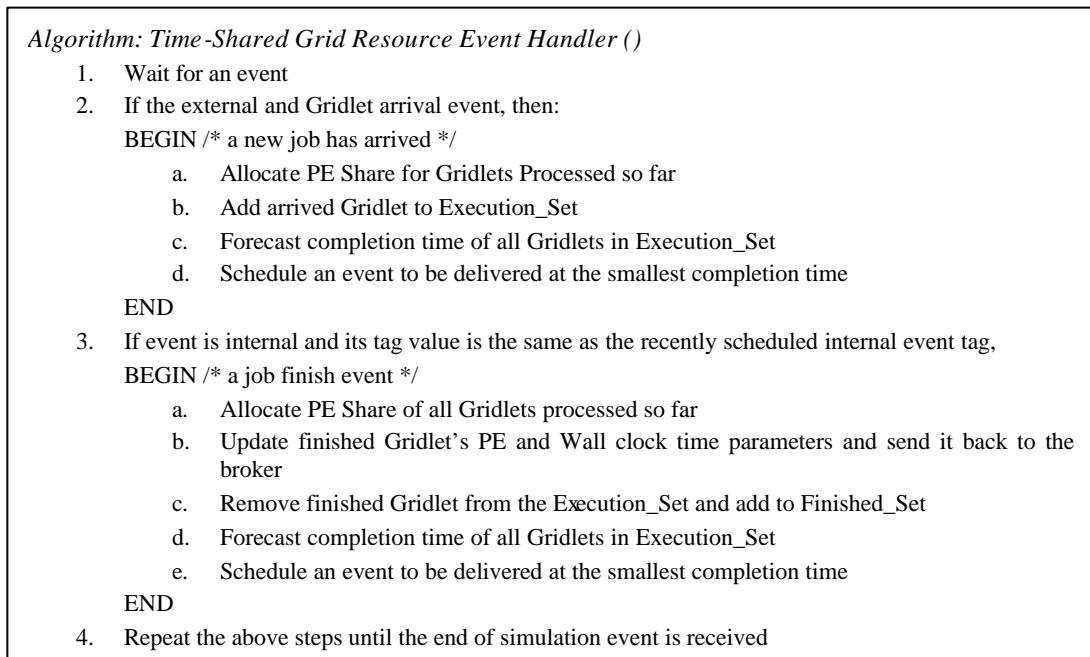 Algorithm: Time-Shared Grid Resource Event Handler ()
1. Wait for an event
2. If the external and Gridlet arrival event, then:
BEGIN /* a new job has arrived */
a. Allocate PE Share for Gridlets Processed so far
b. Add arrived Gridlet to Execution_Set
c. Forecast completion time of all Gridlets in Execution_Set
d. Schedule an event to be delivered at the smallest completion time
END
3. If event is internal and its tag value is the same as the recently scheduled internal event tag,
BEGIN /* a job finish event */
a. Allocate PE Share of all Gridlets processed so far
b. Update finished Gridlet's PE and Wall clock time parameters and send it back to the
broker
c. Remove finished Gridlet from the Execution_Set and add to Finished_Set
d. Forecast completion time of all Gridlets in Execution_Set
e. Schedule an event to be delivered at the smallest completion time
END
4. Repeat the above steps until the end of simulation event is received